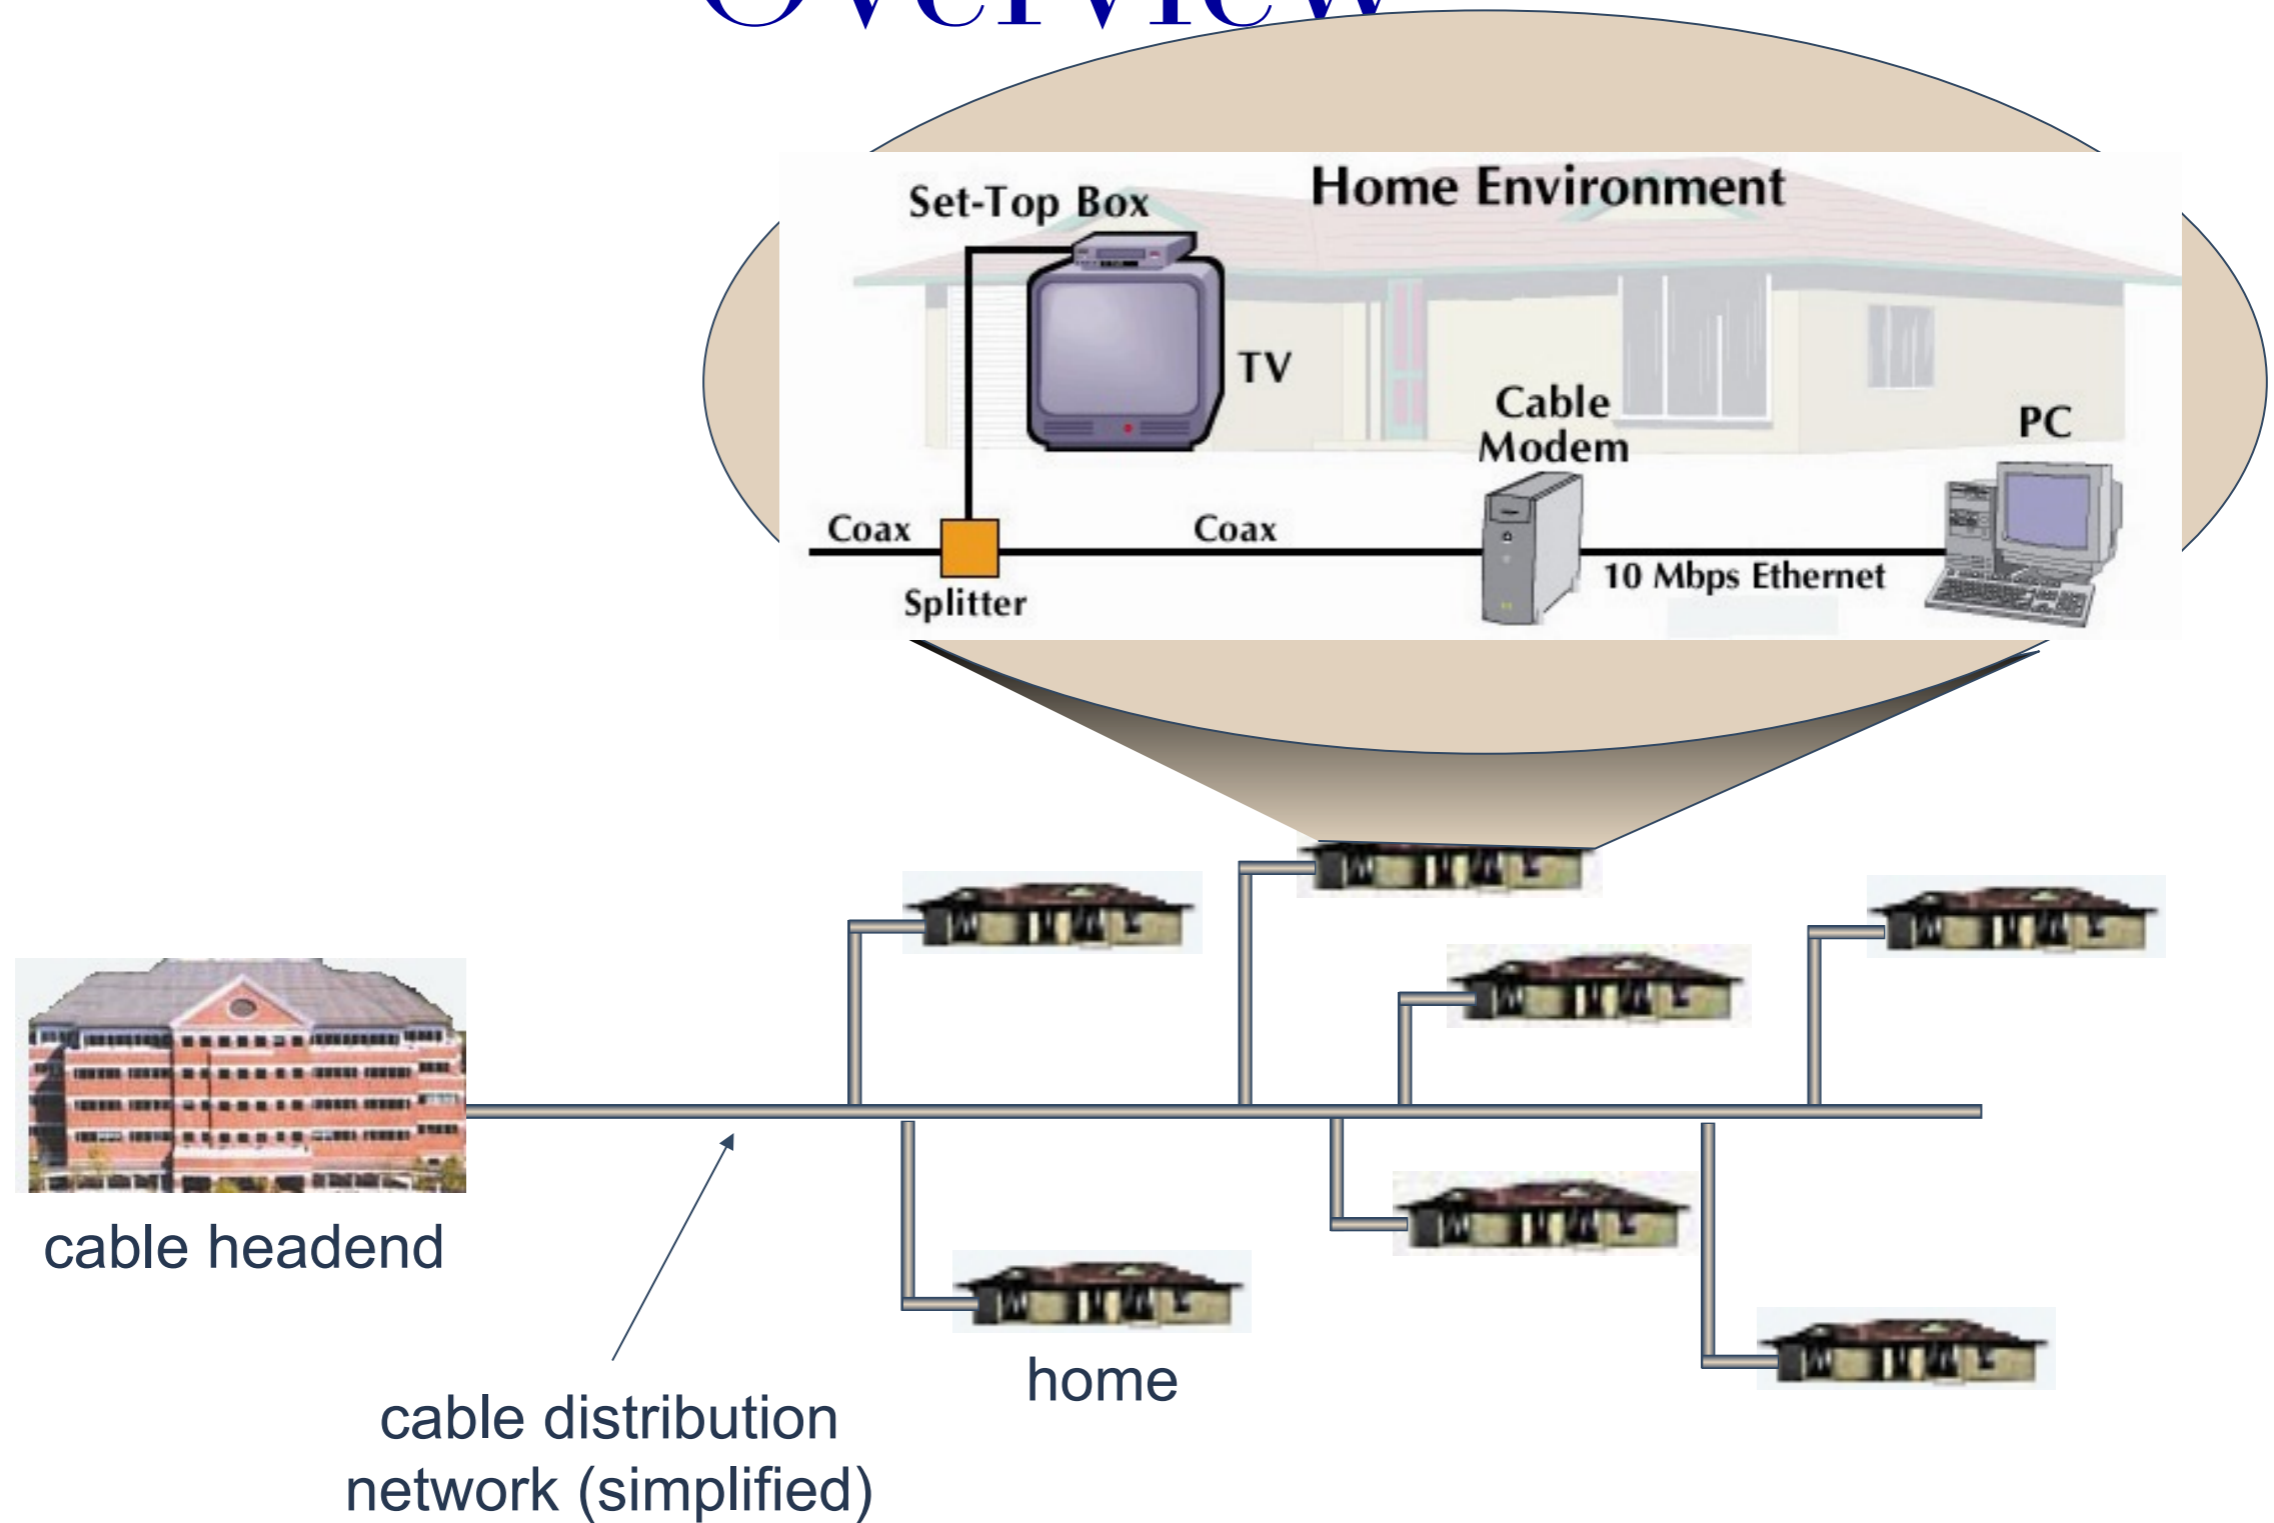 Overview
Home Environment
Set-Top Box
TV
Cable
Modem
PC
Coax
Coax
10 Mbps Ethernet
Splitter
cable headend
home
cable distribution
network (simplified)